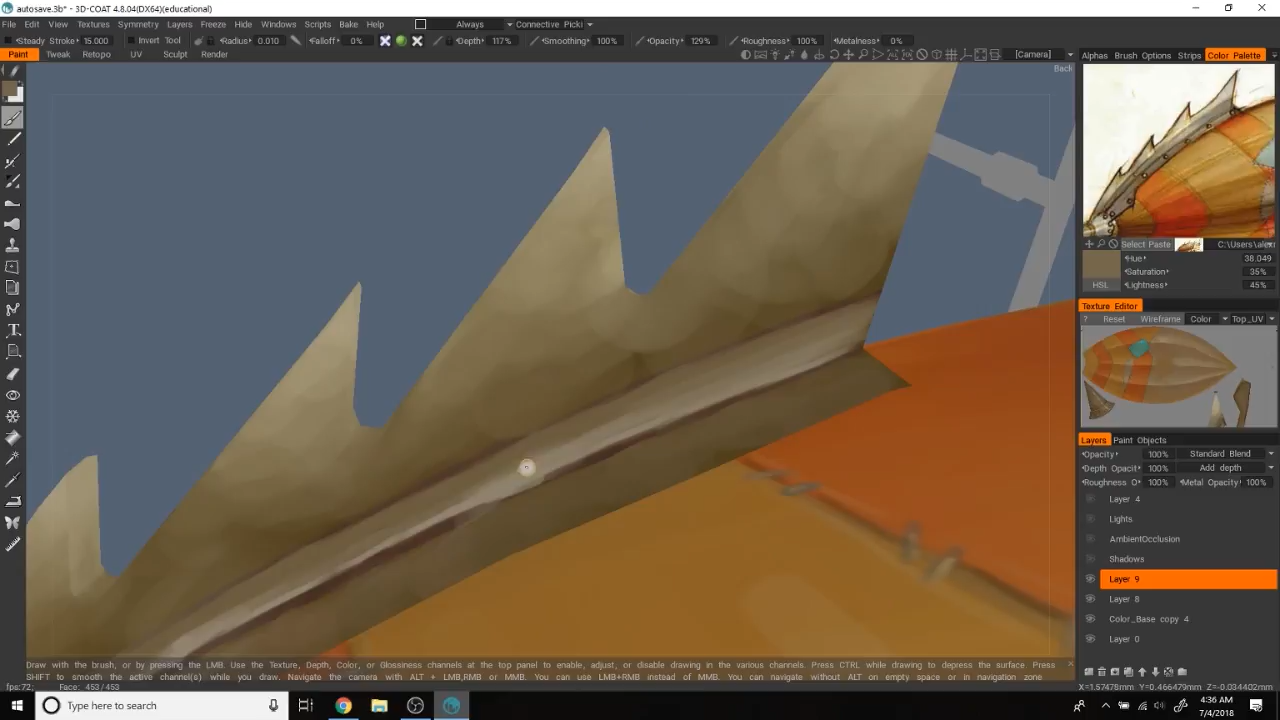 autosave.3b* - 3D-COAT 4.8.04(DX64)(educational)
File Edit View Textures Symmetry Layers Freeze Hide Windows Scripts Bake Help Always Connective Picki
Steady Stroke 15.000 Invert Tool Radius 0.010 Falloff 0% Depth 117% Smoothing 100% Opacity 129% Roughness 100% Metalness 0%
Paint Tweak Retopo UV Sculpt Render [Camera]
Alphas Brush Options Strips Color Palette
Back
Select Paste C:\Users\alexr
Hue 38.049
Saturation 35%
HSL Lightness 45%
Texture Editor
? Reset Wireframe Color Top_UV
Layers Paint Objects
Opacity 100% Standard Blend
Depth Opacit 100% Add depth
Roughness O 100% Metal Opacity 100%
Layer 4
Lights
AmbientOcclusion
Shadows
Layer 9
Layer 8
Color_Base copy 4
Layer 0
Draw with the brush, or by pressing the LMB. Use the Texture, Depth, Color, or Glossiness channels at the top panel to enable, adjust, or disable drawing in the various channels. Press CTRL while drawing to depress the surface. Press
SHIFT to smooth the active channel(s) while you draw. Navigate the camera with ALT + LMB,RMB or MMB. You can use LMB+RMB instead of MMB. You can navigate without ALT on empty space or in navigation zone
fps:72; Face: 453/453
X=1.57478mm Y=0.466479mm Z=-0.034402mm
Type here to search
4:36 AM
7/4/2018